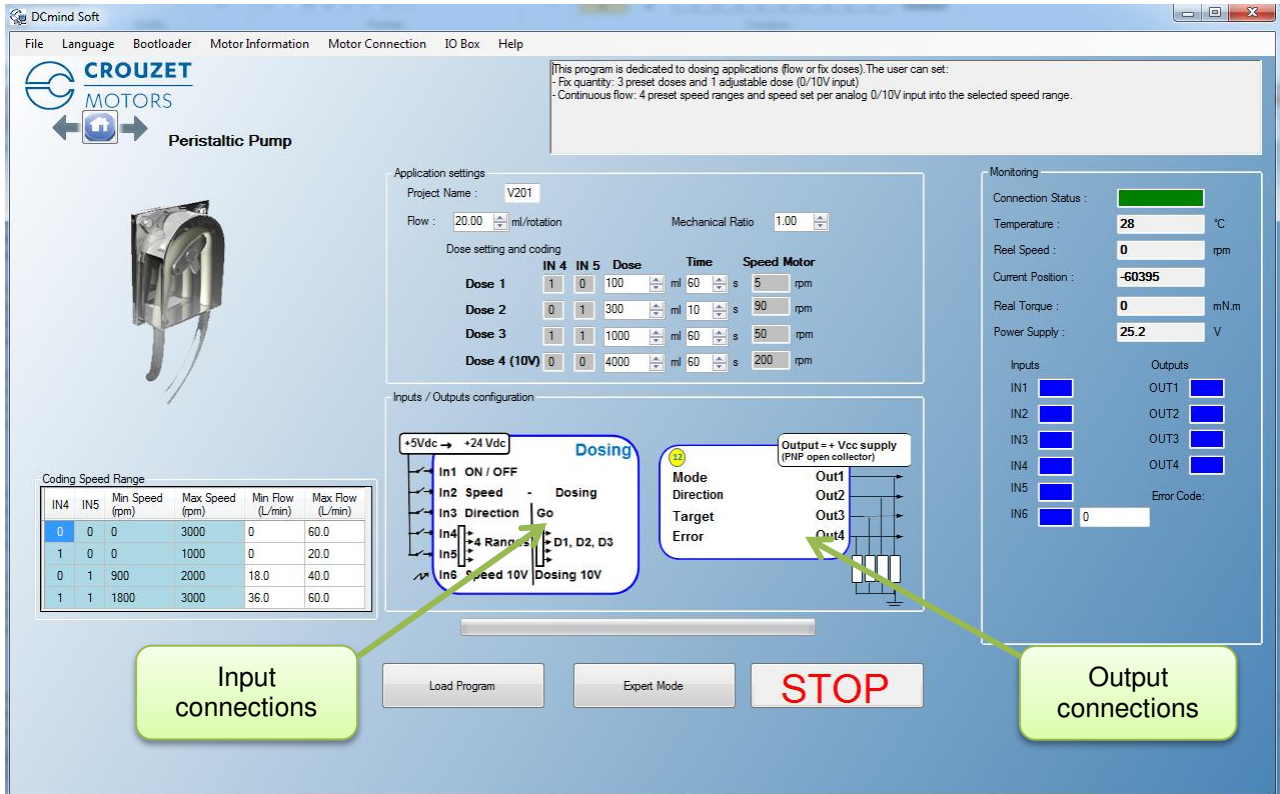 DCmind Soft
File Language Bootloader Motor Information Motor Connection IO Box Help
CROUZET
MOTORS
Peristaltic Pump
This program is dedicated to dosing applications (flow or fix doses).The user can set:
- Fix quantity: 3 preset doses and 1 adjustable dose (0/10V input)
- Continuous flow: 4 preset speed ranges and speed set per analog 0/10V input into the selected speed range.
Application settings
Project Name : V201
Flow : 20.00 ml/rotation Mechanical Ratio 1.00
Dose setting and coding
IN 4 IN 5 Dose Time Speed Motor
Dose 1 1 0 100 ml 60 s 5 rpm
Dose 2 0 1 300 ml 10 s 90 rpm
Dose 3 1 1 1000 ml 60 s 50 rpm
Dose 4 (10V) 0 0 4000 ml 60 s 200 rpm
Monitoring
Connection Status :
Temperature : 28 °C
Reel Speed : 0 rpm
Current Position : -60395
Real Torque : 0 mN.m
Power Supply : 25.2 V
Inputs Outputs
IN1 OUT1
IN2 OUT2
IN3 OUT3
IN4 OUT4
IN5 Error Code:
IN6 0
Inputs / Outputs configuration
+5Vdc → +24 Vdc
Dosing
In1 ON / OFF
In2 Speed - Dosing
In3 Direction Go
In4
4 Ranges D1, D2, D3
In5
In6 Speed 10V Dosing 10V
Output = + Vcc supply
(PNP open collector)
12
Mode Out1
Direction Out2
Target Out3
Error Out4
Coding Speed Range
IN4 IN5 Min Speed (rpm) Max Speed (rpm) Min Flow (L/min) Max Flow (L/min)
0 0 0 3000 0 60.0
1 0 0 1000 0 20.0
0 1 900 2000 18.0 40.0
1 1 1800 3000 36.0 60.0
Input
connections
Load Program Expert Mode STOP
Output
connections